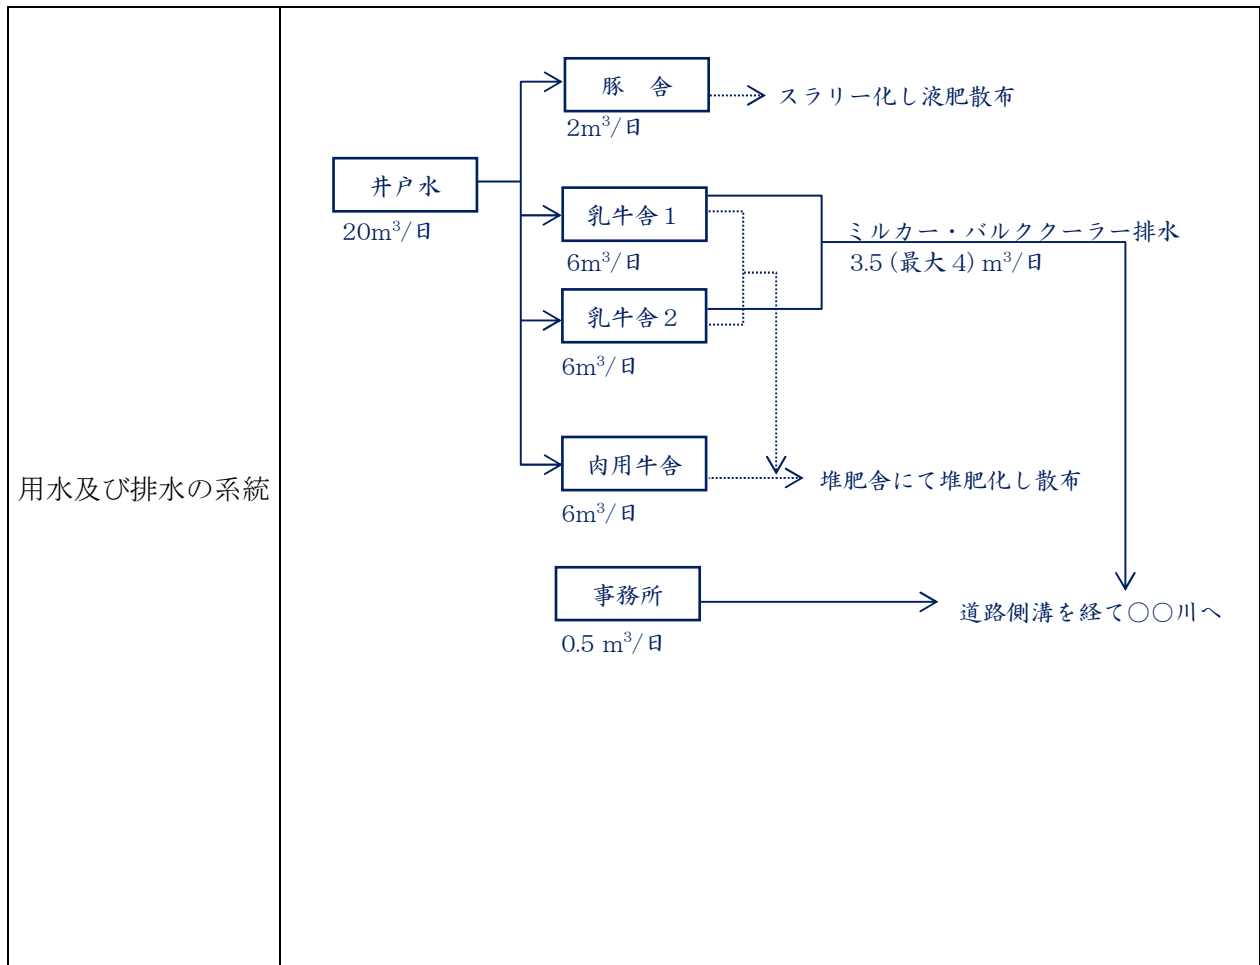 用水及び排水の系統
豚　舎
2m³/日
スラリー化し液肥散布
井戸水
20m³/日
乳牛舎１
6m³/日
ミルカー・バルククーラー排水
3.5 (最大 4) m³/日
乳牛舎２
6m³/日
肉用牛舎
6m³/日
堆肥舎にて堆肥化し散布
事務所
0.5 m³/日
道路側溝を経て○○川へ